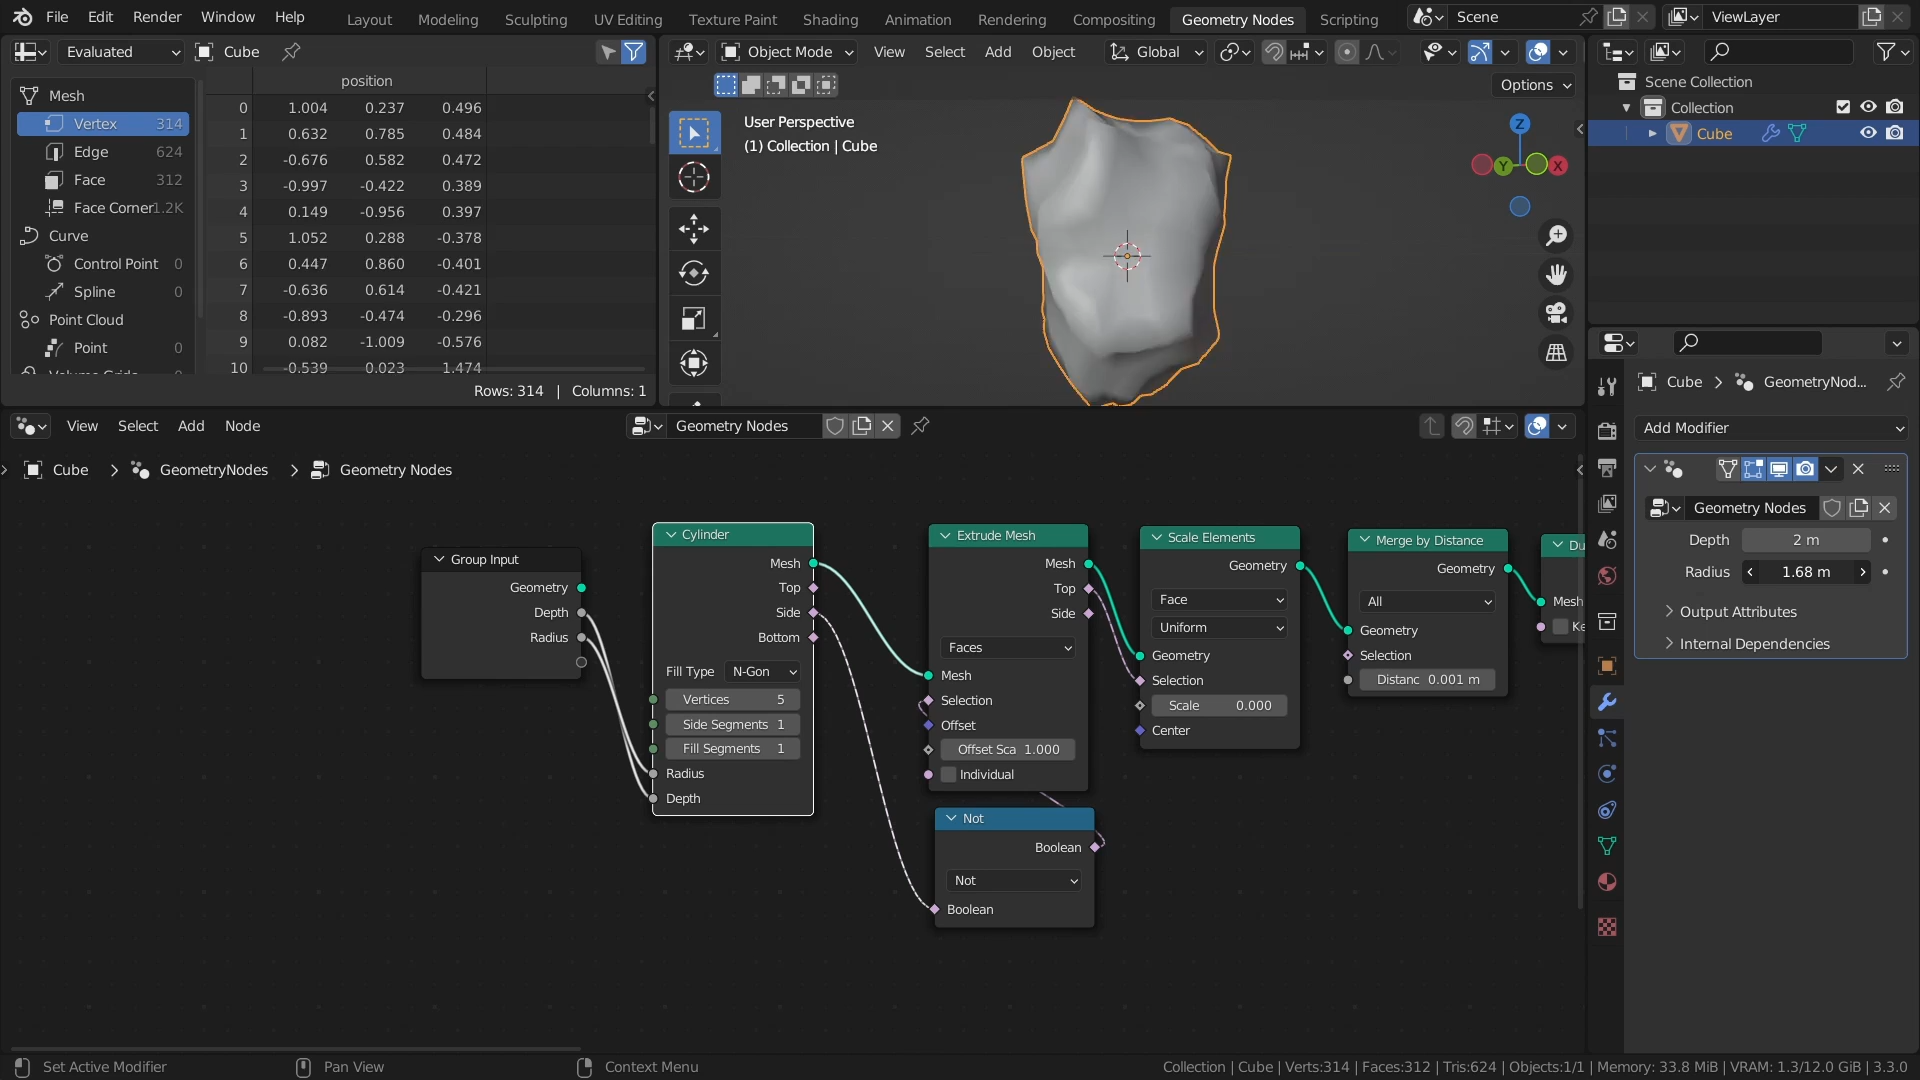 File Edit Render Window Help Layout Modeling Sculpting UV Editing Texture Paint Shading Animation Rendering Compositing Geometry Nodes Scripting Scene ViewLayer
Evaluated Cube
position
Mesh
Vertex 314
Edge 624
Face 312
Face Corner 1.2K
Curve
Control Point 0
Spline 0
Point Cloud
Point 0
0 1.004 0.237 0.496
1 0.632 0.785 0.484
2 -0.676 0.582 0.472
3 -0.997 -0.422 0.389
4 0.149 -0.956 0.397
5 1.052 0.288 -0.378
6 0.447 0.860 -0.401
7 -0.636 0.614 -0.421
8 -0.893 -0.474 -0.296
9 0.082 -1.009 -0.576
10 -0.539 0.023 1.474
Rows: 314 | Columns: 1
Object Mode View Select Add Object Global
Options
User Perspective
(1) Collection | Cube
Z
Y
X
Scene Collection
Collection
Cube
Cube GeometryNod...
Add Modifier
Geometry Nodes
Depth 2 m
Radius 1.68 m
Output Attributes
Internal Dependencies
View Select Add Node Geometry Nodes
Cube GeometryNodes Geometry Nodes
Group Input
Geometry
Depth
Radius
Cylinder
Mesh
Top
Side
Bottom
Fill Type N-Gon
Vertices 5
Side Segments 1
Fill Segments 1
Radius
Depth
Extrude Mesh
Mesh
Top
Side
Faces
Mesh
Selection
Offset
Offset Sca 1.000
Individual
Not
Boolean
Not
Boolean
Scale Elements
Geometry
Face
Uniform
Geometry
Selection
Scale 0.000
Center
Merge by Distance
Geometry
All
Geometry
Selection
Distanc 0.001 m
Du
Mesh
Ke
Set Active Modifier Pan View Context Menu
Collection | Cube | Verts:314 | Faces:312 | Tris:624 | Objects:1/1 | Memory: 33.8 MiB | VRAM: 1.3/12.0 GiB | 3.3.0